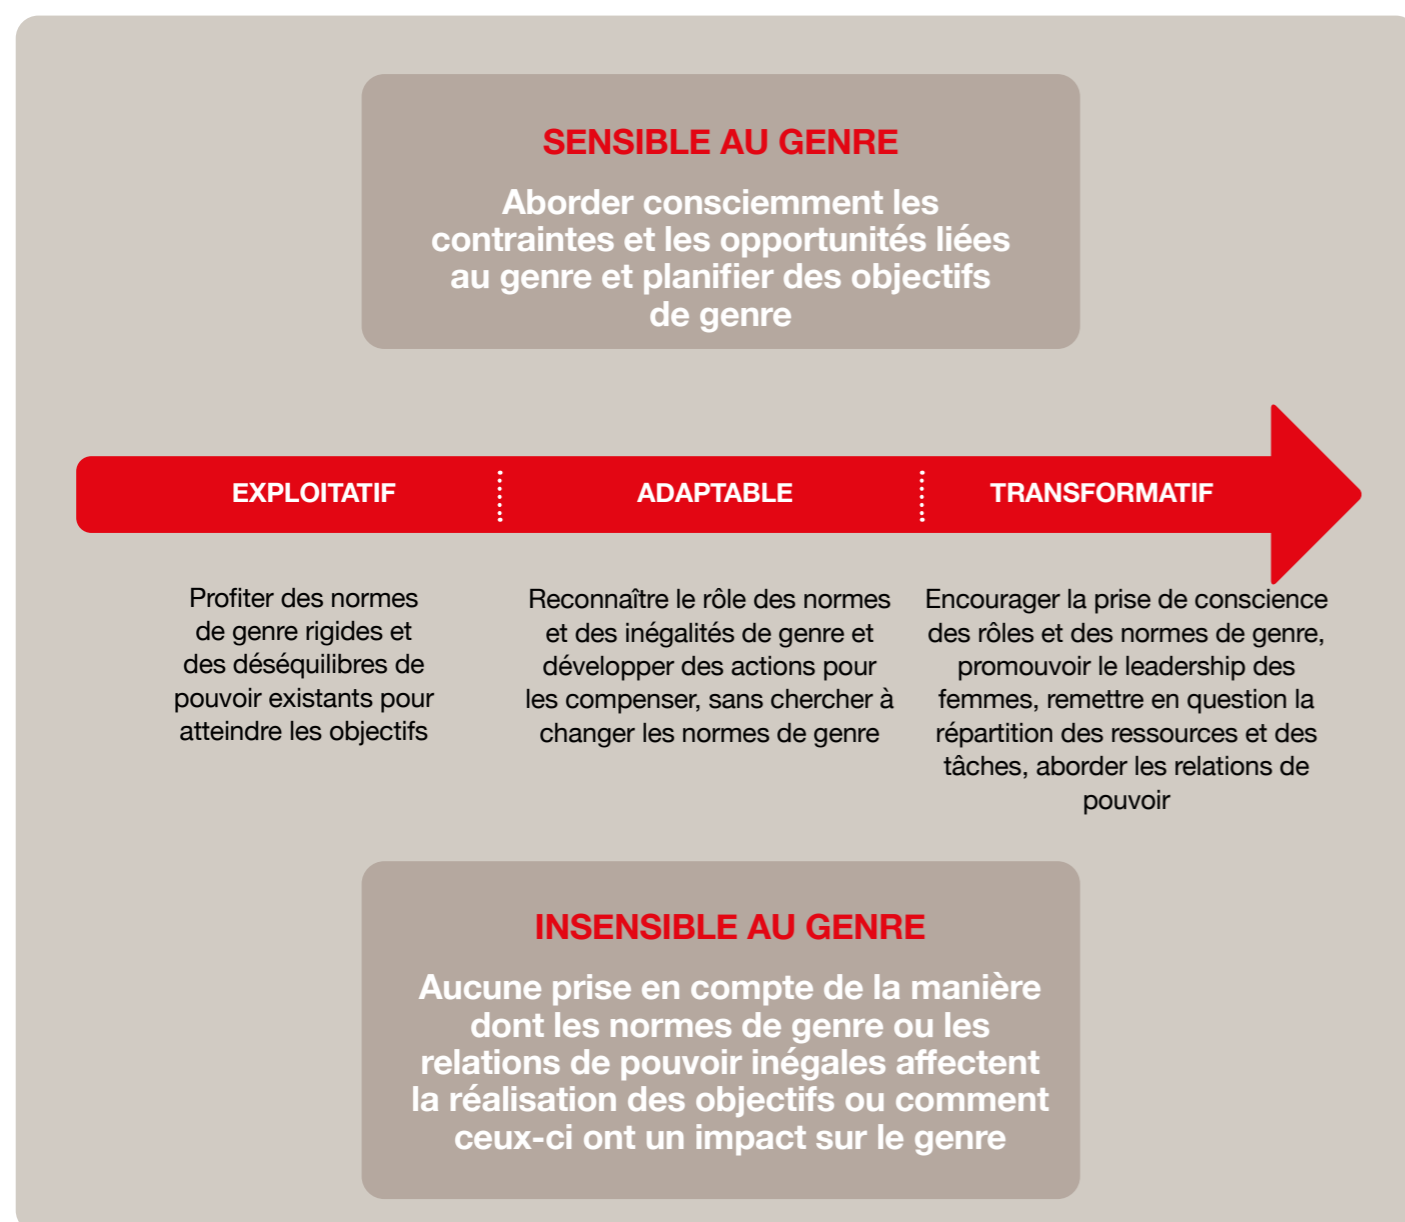 SENSIBLE AU GENRE
Aborder consciemment les
contraintes et les opportunités liées
au genre et planifier des objectifs
de genre
EXPLOITATIF
ADAPTABLE
TRANSFORMATIF
Profiter des normes
de genre rigides et
des déséquilibres de
pouvoir existants pour
atteindre les objectifs
Reconnaître le rôle des normes
et des inégalités de genre et
développer des actions pour
les compenser, sans chercher à
changer les normes de genre
Encourager la prise de conscience
des rôles et des normes de genre,
promouvoir le leadership des
femmes, remettre en question la
répartition des ressources et des
tâches, aborder les relations de
pouvoir
INSENSIBLE AU GENRE
Aucune prise en compte de la manière
dont les normes de genre ou les
relations de pouvoir inégales affectent
la réalisation des objectifs ou comment
ceux-ci ont un impact sur le genre